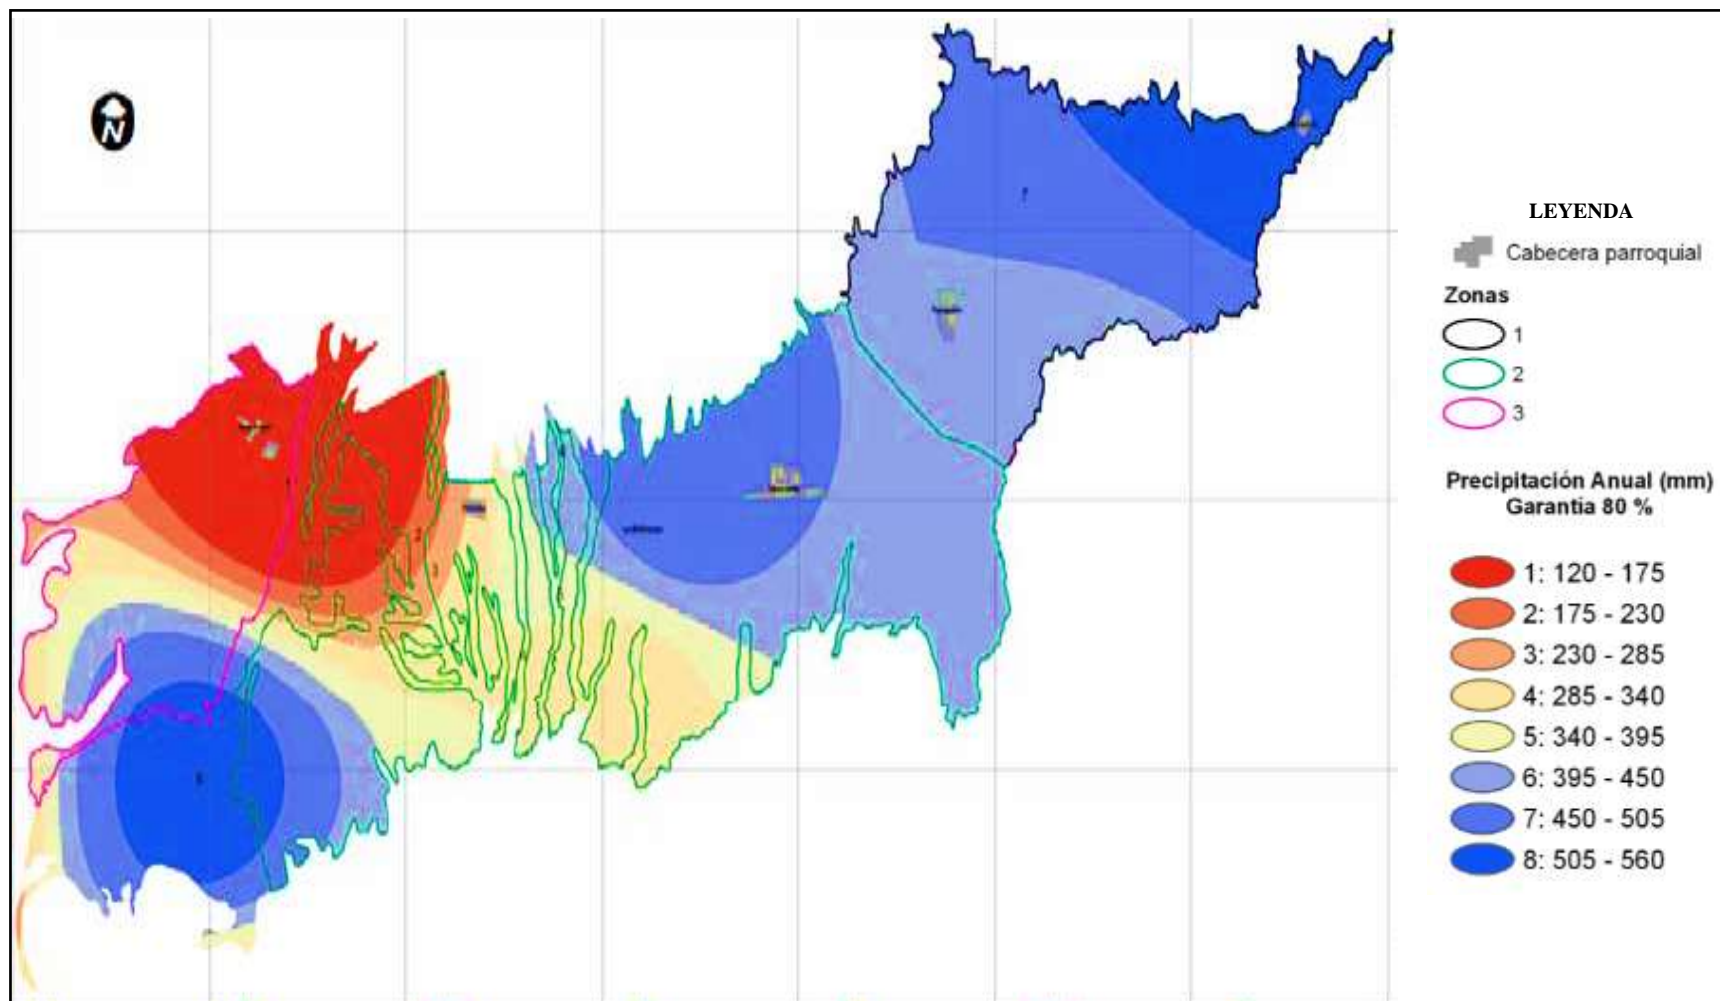 N
LEYENDA
Cabecera parroquial
Zonas
1
2
3
Precipitación Anual (mm)
Garantia 80 %
1: 120 - 175
2: 175 - 230
3: 230 - 285
4: 285 - 340
5: 340 - 395
6: 395 - 450
7: 450 - 505
8: 505 - 560